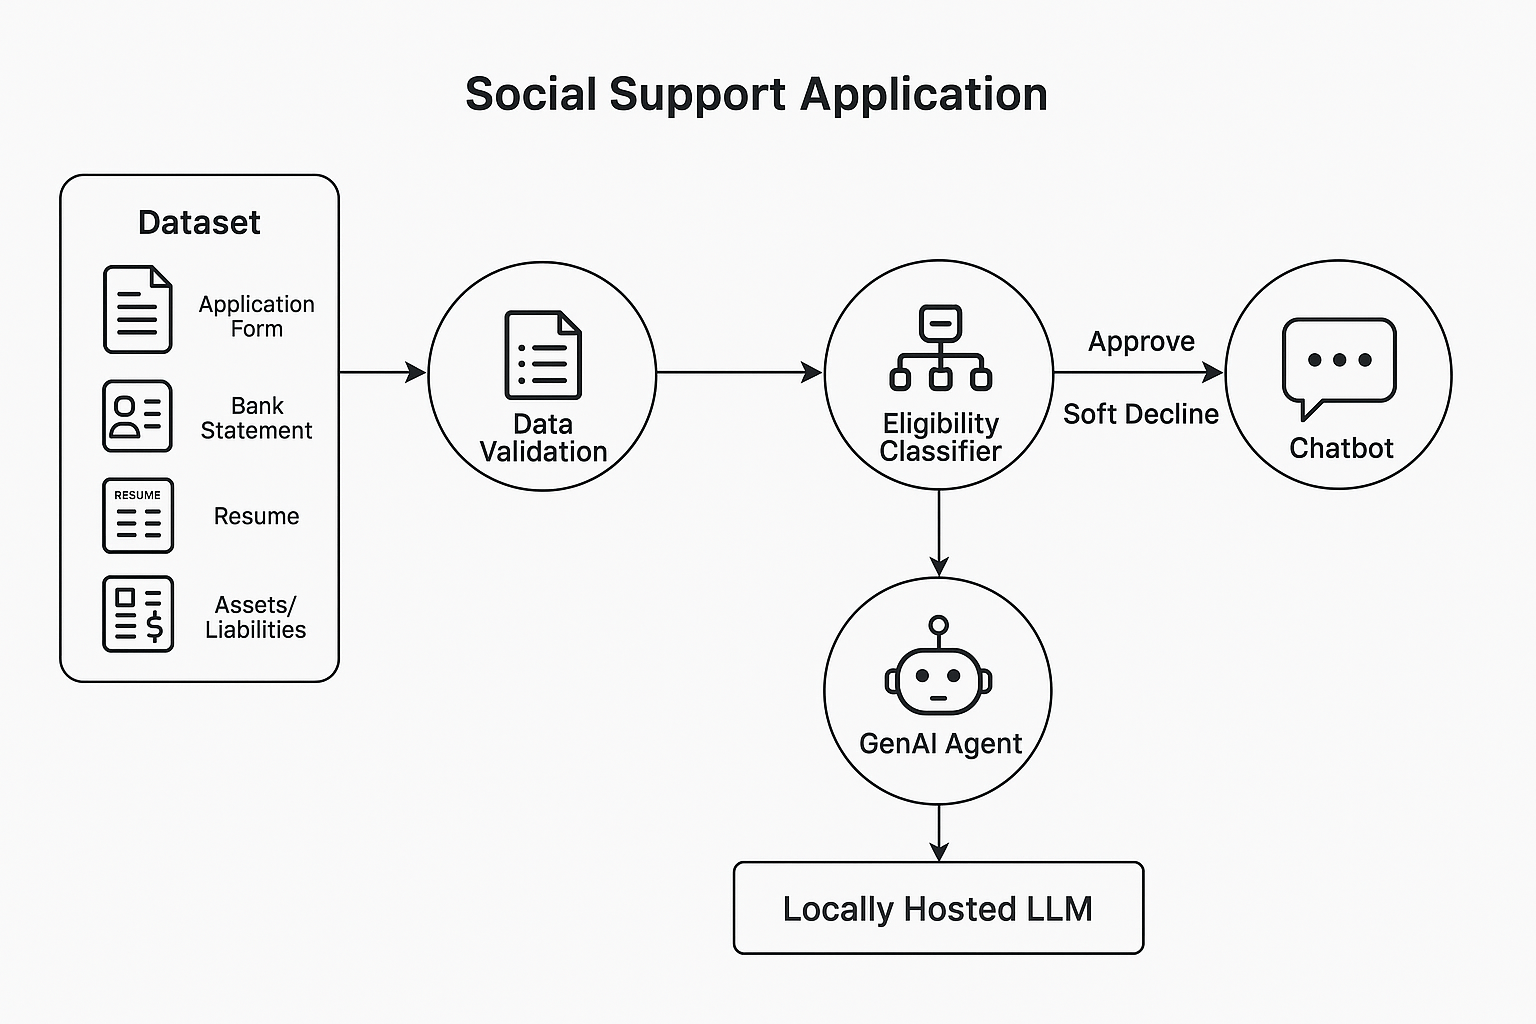 Social Support Application
Dataset
Application
Form
Bank
Statement
RESUME
Resume
Assets/
Liabilities
$
Data
Validation
Eligibility
Classifier
Approve
Soft Decline
Chatbot
GenAI Agent
Locally Hosted LLM